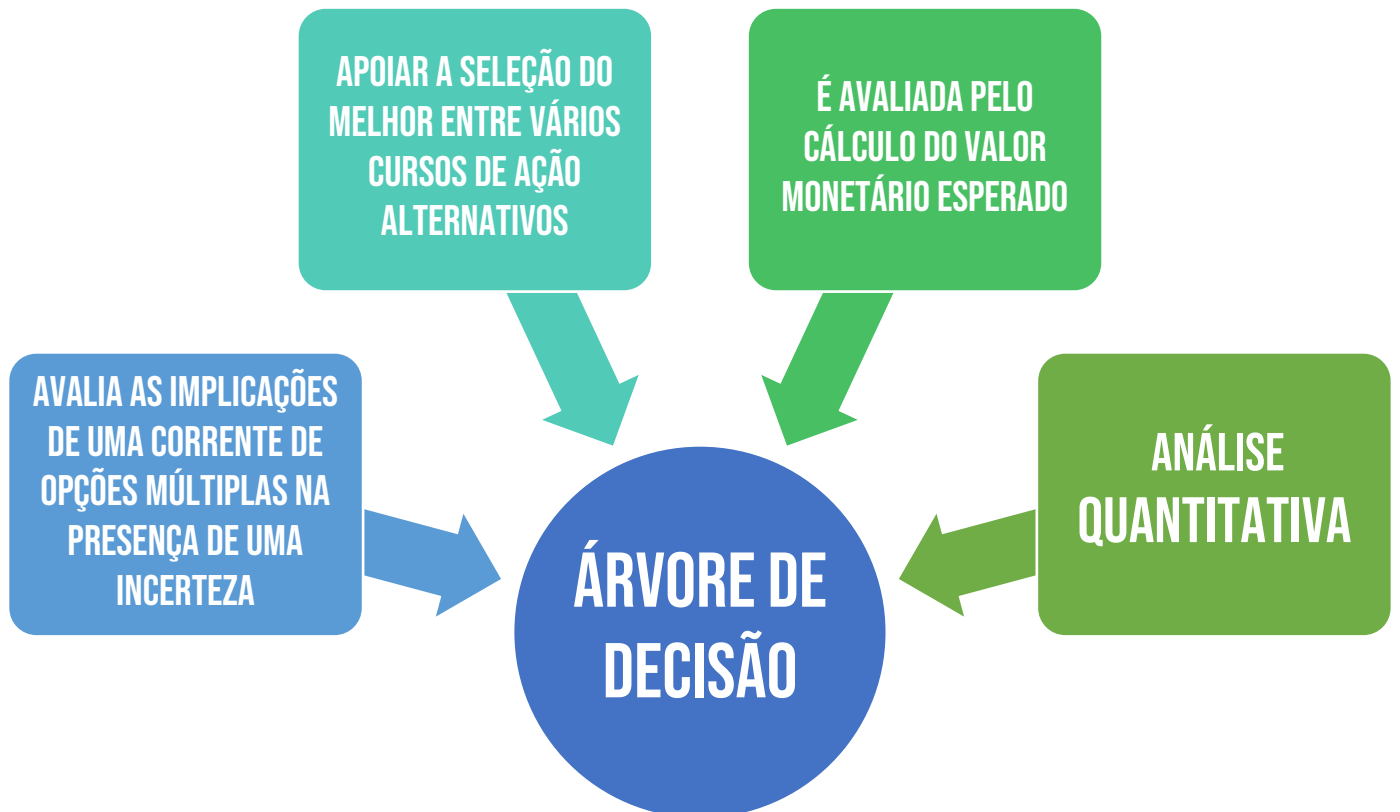 APOIAR A SELEÇÃO DO
MELHOR ENTRE VÁRIOS
CURSOS DE AÇÃO
ALTERNATIVOS
É AVALIADA PELO
CÁLCULO DO VALOR
MONETÁRIO ESPERADO
AVALIA AS IMPLICAÇÕES
DE UMA CORRENTE DE
OPÇÕES MÚLTIPLAS NA
PRESENÇA DE UMA
INCERTEZA
ANÁLISE
QUANTITATIVA
ÁRVORE DE
DECISÃO